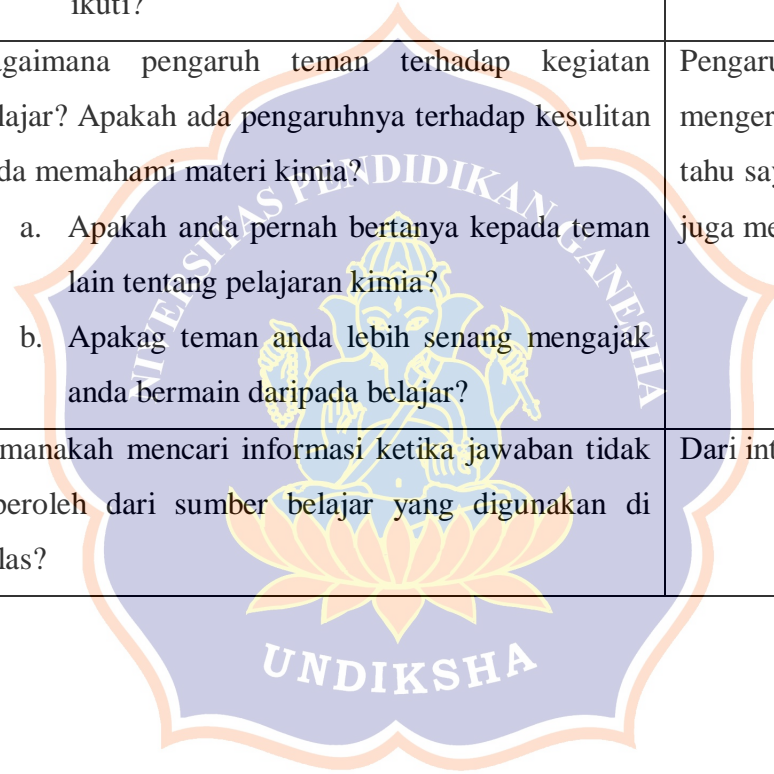 ikuti?
agaimana pengaruh teman terhadap kegiatan
lajar? Apakah ada pengaruhnya terhadap kesulitan
da memahami materi kimia?
a. Apakah anda pernah bertanya kepada teman
lain tentang pelajaran kimia?
b. Apakag teman anda lebih senang mengajak
anda bermain daripada belajar?
Pengaru
menger
tahu say
juga me
manakah mencari informasi ketika jawaban tidak
peroleh dari sumber belajar yang digunakan di
las?
Dari int
NIVERSITAS PENDIDIKAN GANESHA
UNDIKSHA